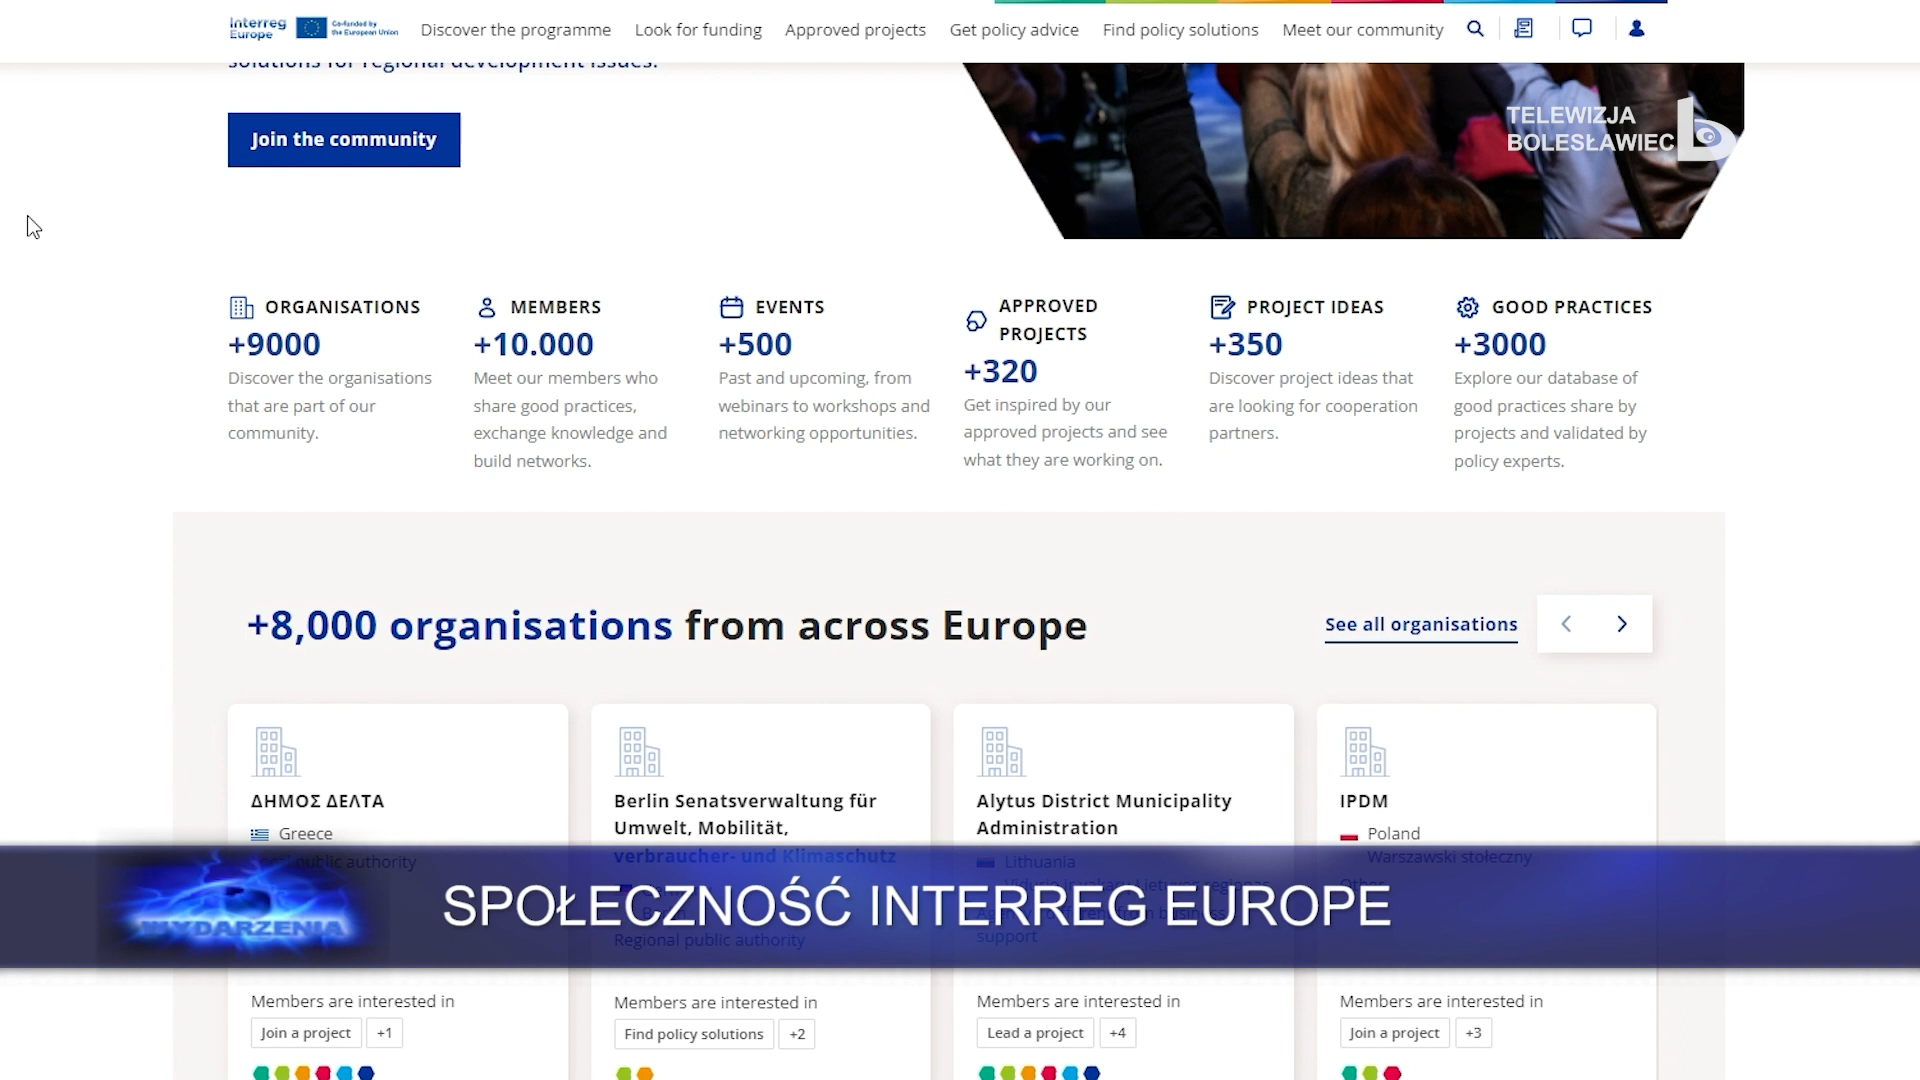 Interreg Europe
Co-funded by the European Union
Discover the programme
Look for funding
Approved projects
Get policy advice
Find policy solutions
Meet our community
solutions for regional development issues.
Join the community
TELEWIZJA
BOLESŁAWIEC
ORGANISATIONS
+9000
Discover the organisations
that are part of our
community.
MEMBERS
+10.000
Meet our members who
share good practices,
exchange knowledge and
build networks.
EVENTS
+500
Past and upcoming, from
webinars to workshops and
networking opportunities.
APPROVED
PROJECTS
+320
Get inspired by our
approved projects and see
what they are working on.
PROJECT IDEAS
+350
Discover project ideas that
are looking for cooperation
partners.
GOOD PRACTICES
+3000
Explore our database of
good practices share by
projects and validated by
policy experts.
+8,000 organisations from across Europe
See all organisations
ΔΗΜΟΣ ΔΕΛΤΑ
Greece
public authority
Members are interested in
Join a project
+1
Berlin Senatsverwaltung für
Umwelt, Mobilität,
verbraucher- und Klimaschutz
Regional public authority
Members are interested in
Find policy solutions
+2
Alytus District Municipality
Administration
Lithuania
support
Members are interested in
Lead a project
+4
IPDM
Poland
Warszawski stołeczny
Other
Members are interested in
Join a project
+3
WYDARZENIA
SPOŁECZNOŚĆ INTERREG EUROPE